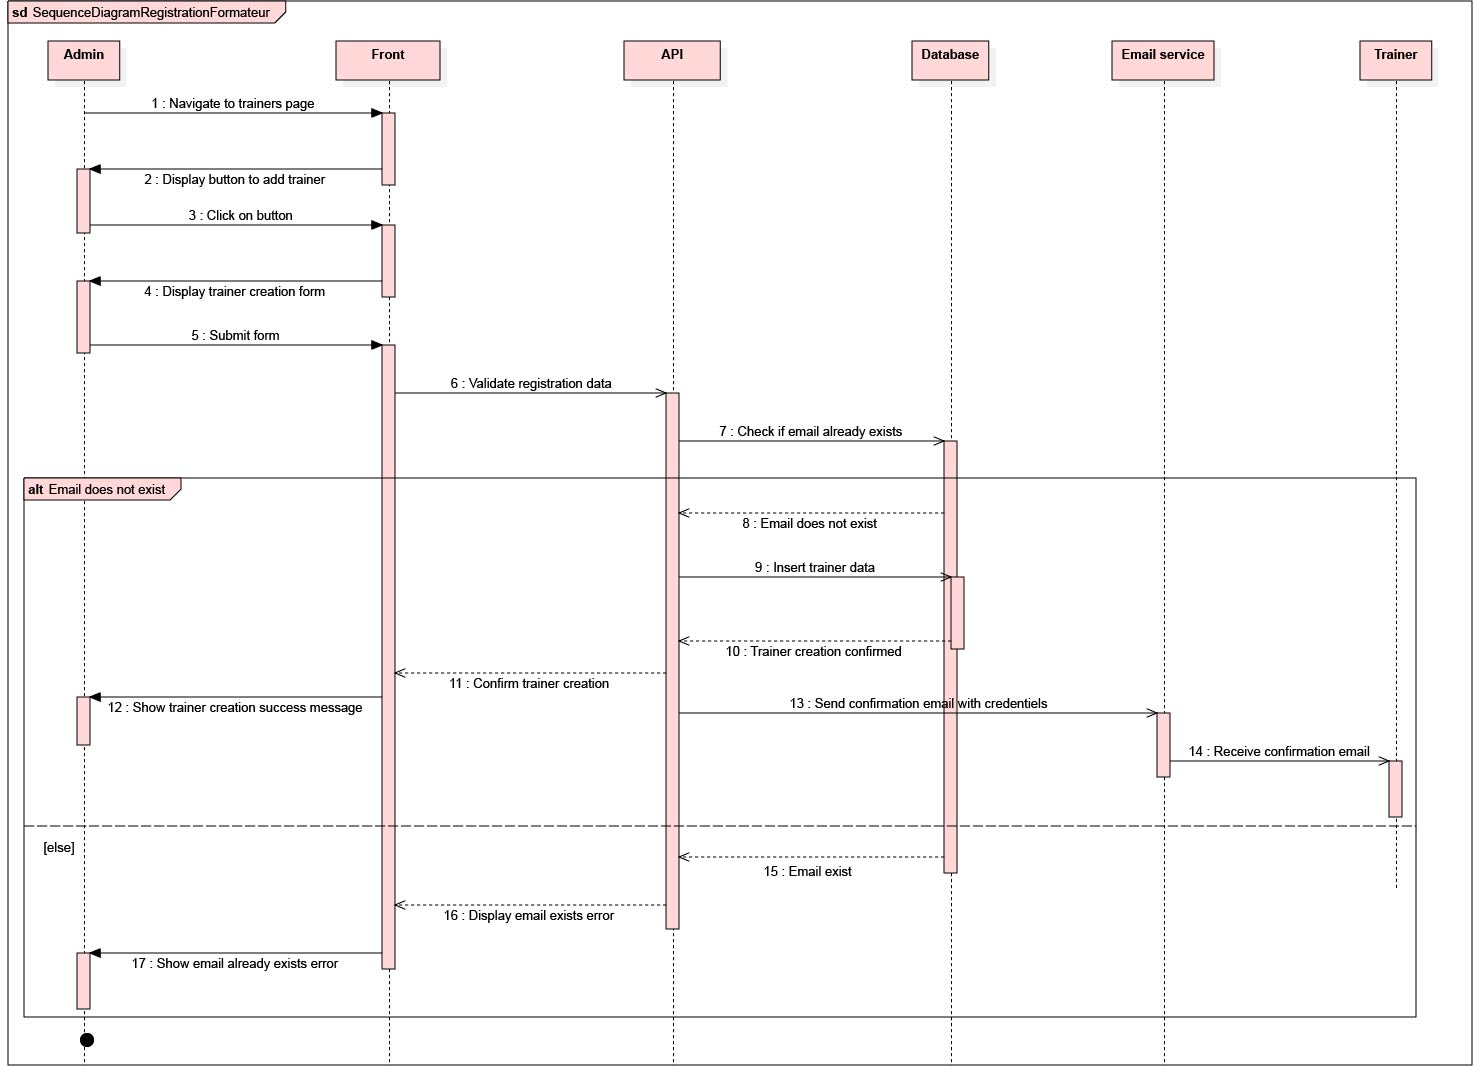 sd SequenceDiagramRegistrationFormateur
Admin
Front
API
Database
Email service
Trainer
1 : Navigate to trainers page
2 : Display button to add trainer
3 : Click on button
4 : Display trainer creation form
5 : Submit form
6 : Validate registration data
7 : Check if email already exists
alt Email does not exist
8 : Email does not exist
9 : Insert trainer data
10 : Trainer creation confirmed
11 : Confirm trainer creation
12 : Show trainer creation success message
13 : Send confirmation email with credentiels
14 : Receive confirmation email
[else]
15 : Email exist
16 : Display email exists error
17 : Show email already exists error